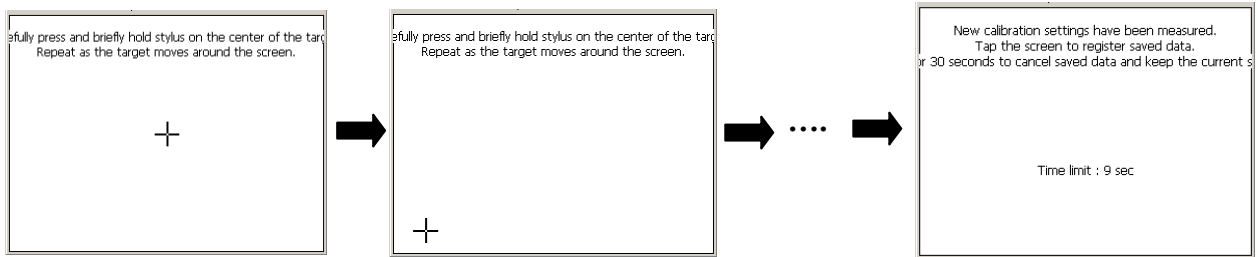 efully press and briefly hold stylus on the center of the targ
Repeat as the target moves around the screen.
efully press and briefly hold stylus on the center of the targ
Repeat as the target moves around the screen.
New calibration settings have been measured.
Tap the screen to register saved data.
or 30 seconds to cancel saved data and keep the current s
Time limit : 9 sec